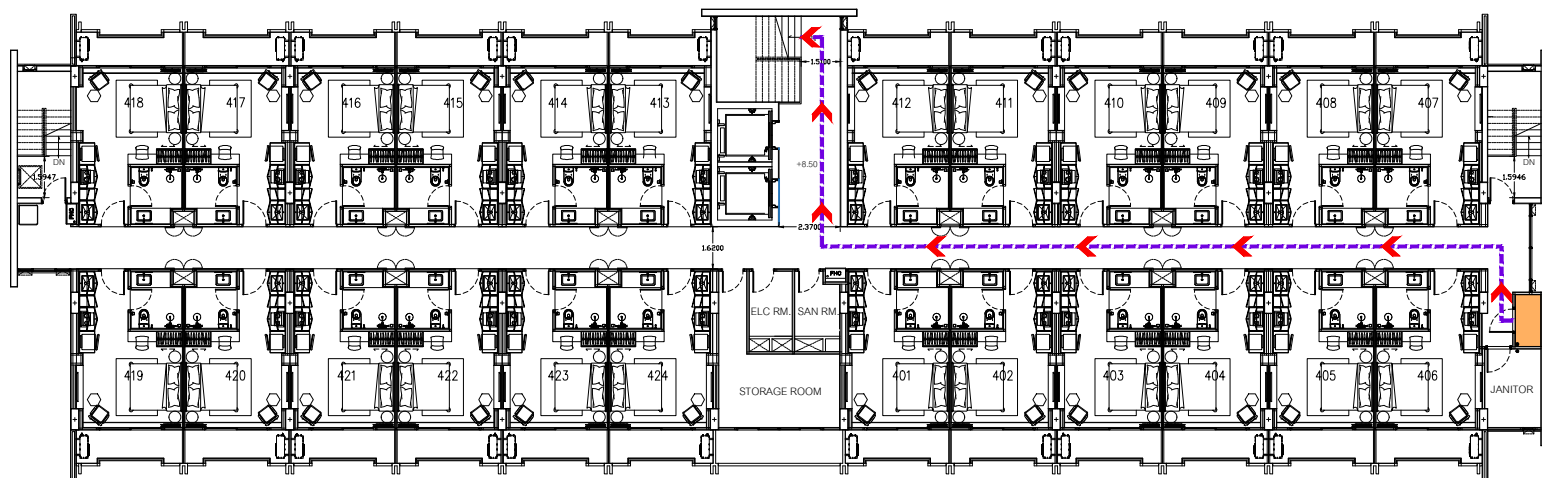 1.5700
418 417 416 415 414 413 412 411 410 409 408 407
DN
+8.50
DN
1.5947
1.5946
FHC
2.3700
1.6200
FHC
ELC RM. SAN RM.
419 420 421 422 423 424 401 402 403 404 405 406
STORAGE ROOM
JANITOR